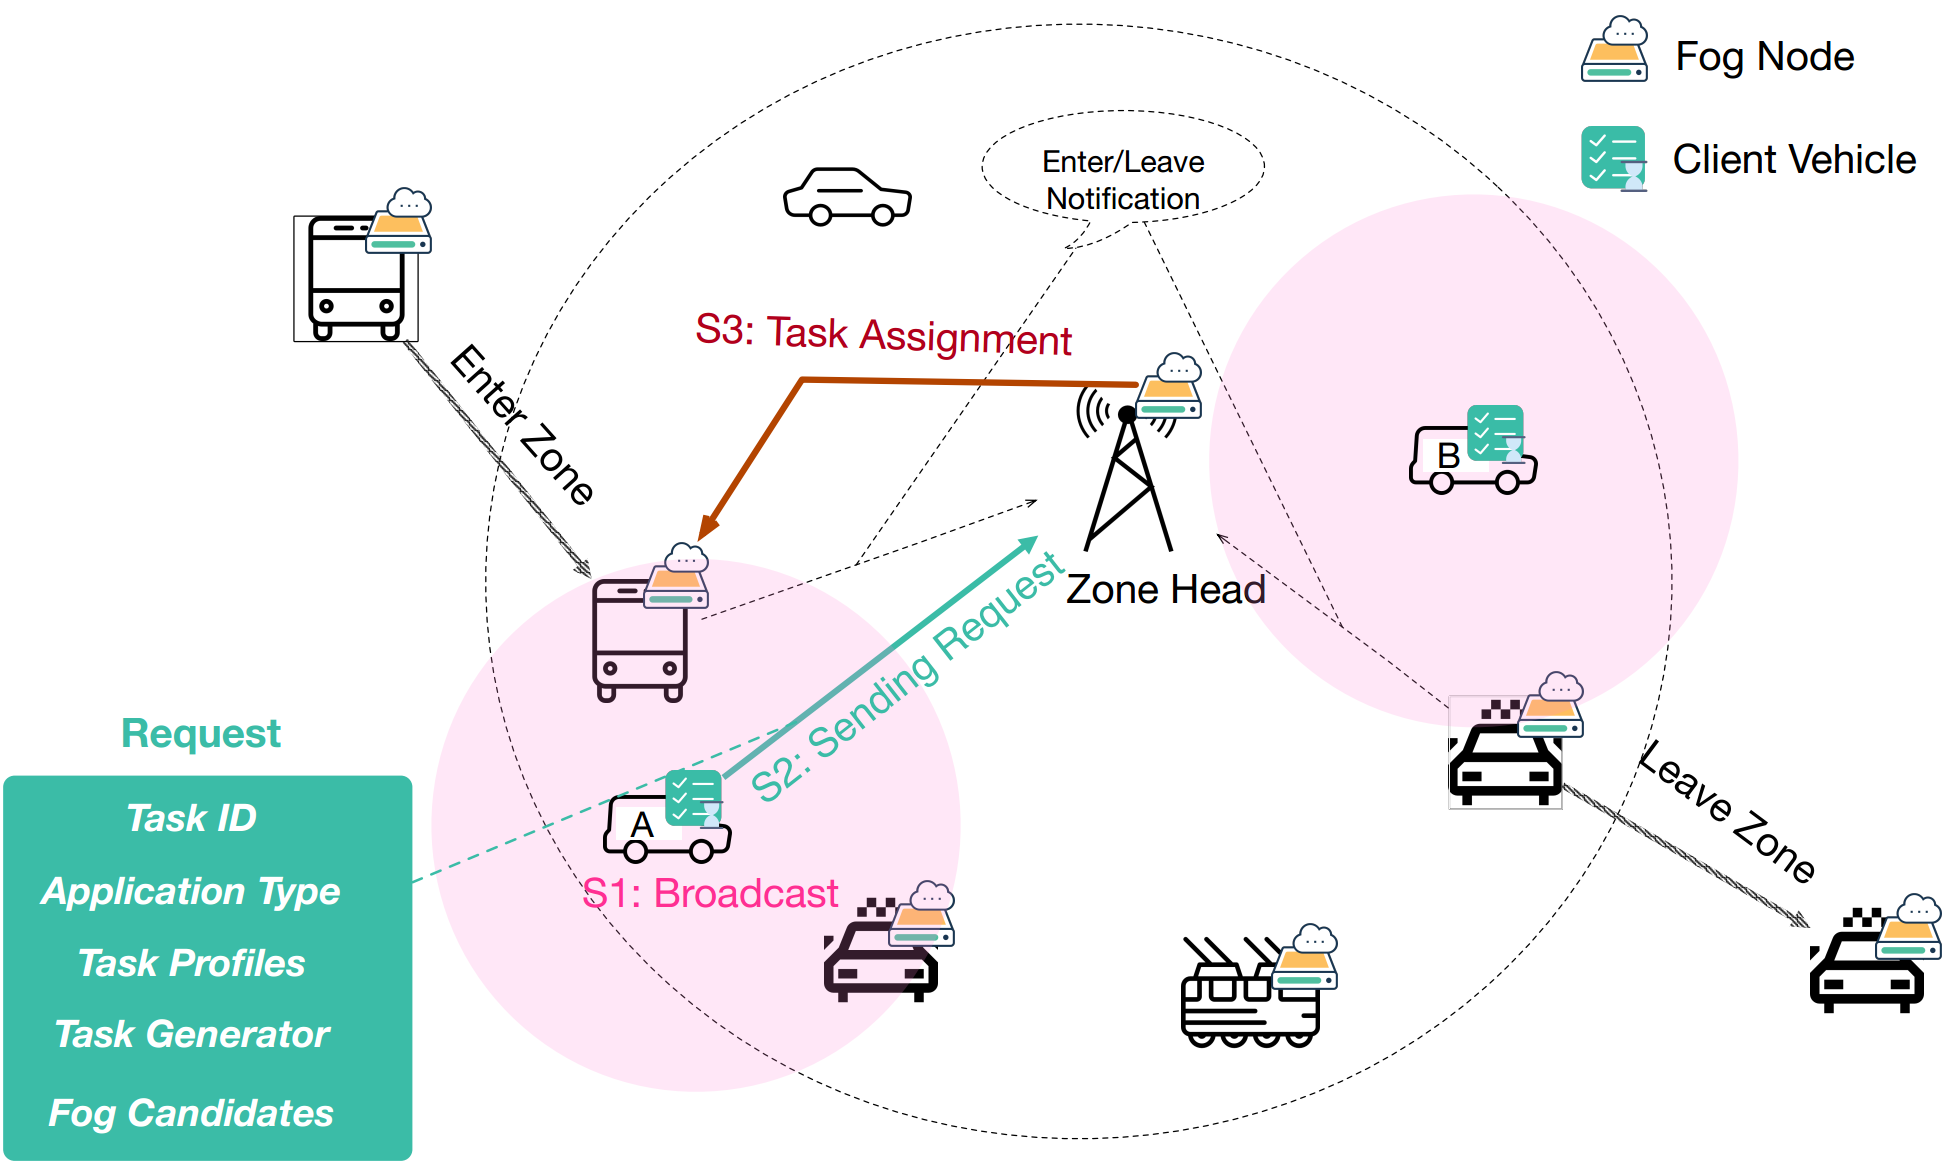 Fog Node
Client Vehicle
Enter/Leave
Notification
S3: Task Assignment
Enter Zone
B
Zone Head
S2: Sending Request
Request
Task ID
Application Type
Task Profiles
Task Generator
Fog Candidates
A
S1: Broadcast
Leave Zone